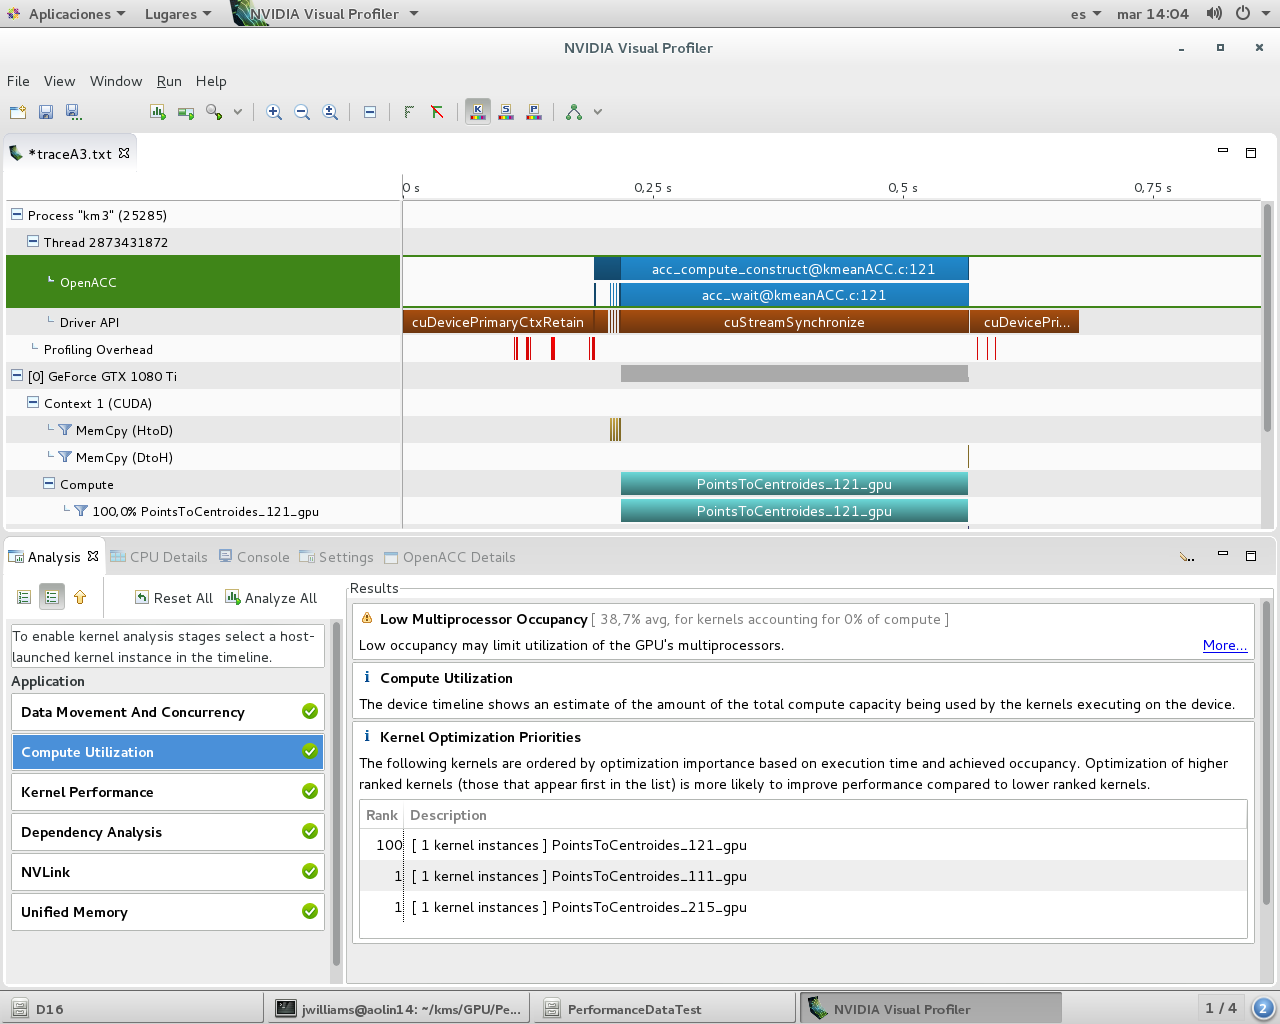 Aplicaciones Lugares NVIDIA Visual Profiler es mar 14:04
NVIDIA Visual Profiler
File View Window Run Help
K S P
*traceA3.txt
0 s 0,25 s 0,5 s 0,75 s
Process "km3" (25285)
Thread 2873431872
OpenACC
acc_compute_construct@kmeanACC.c:121
acc_wait@kmeanACC.c:121
Driver API cuDevicePrimaryCtxRetain cuStreamSynchronize cuDevicePri...
Profiling Overhead
[0] GeForce GTX 1080 Ti
Context 1 (CUDA)
MemCpy (HtoD)
MemCpy (DtoH)
Compute PointsToCentroides_121_gpu
100,0% PointsToCentroides_121_gpu PointsToCentroides_121_gpu
Analysis CPU Details Console Settings OpenACC Details
Reset All Analyze All
To enable kernel analysis stages select a host-
launched kernel instance in the timeline.
Application
Data Movement And Concurrency
Compute Utilization
Kernel Performance
Dependency Analysis
NVLink
Unified Memory
Results
Low Multiprocessor Occupancy [ 38,7% avg, for kernels accounting for 0% of compute ]
Low occupancy may limit utilization of the GPU's multiprocessors. More...
Compute Utilization
The device timeline shows an estimate of the amount of the total compute capacity being used by the kernels executing on the device.
Kernel Optimization Priorities
The following kernels are ordered by optimization importance based on execution time and achieved occupancy. Optimization of higher
ranked kernels (those that appear first in the list) is more likely to improve performance compared to lower ranked kernels.
Rank Description
100 [ 1 kernel instances ] PointsToCentroides_121_gpu
1 [ 1 kernel instances ] PointsToCentroides_111_gpu
1 [ 1 kernel instances ] PointsToCentroides_215_gpu
D16 jwilliams@aolin14: ~/kms/GPU/Pe... PerformanceDataTest NVIDIA Visual Profiler 1 / 4 2